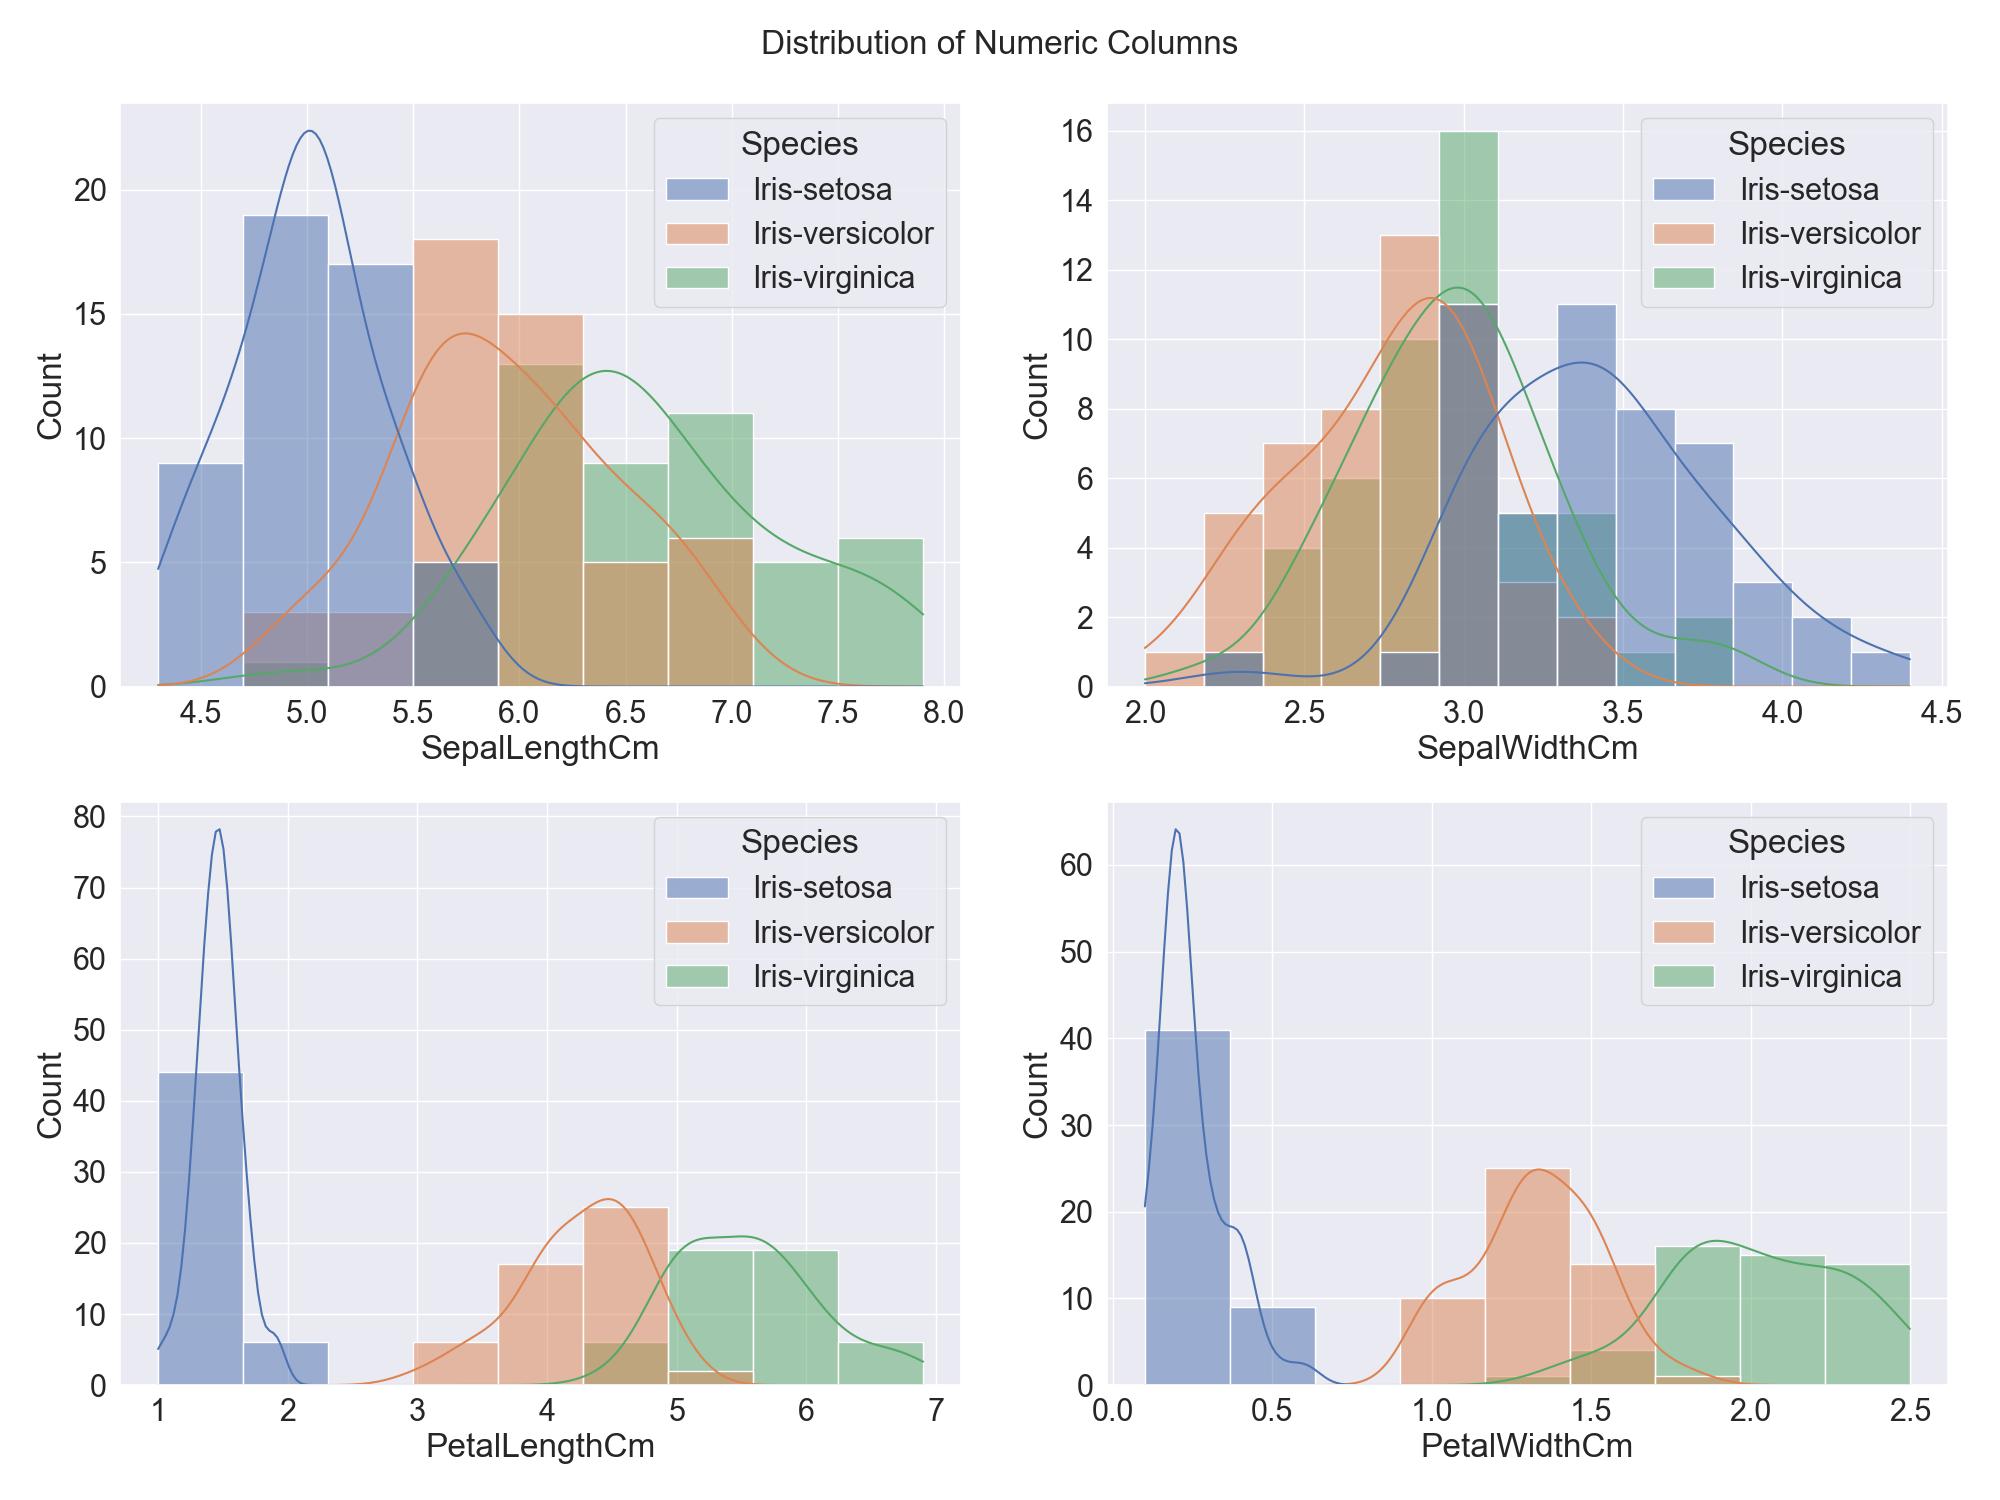 Distribution of Numeric Columns
Count
20
15
10
5
0
Species
Iris-setosa
Iris-versicolor
Iris-virginica
4.5 5.0 5.5 6.0 6.5 7.0 7.5 8.0
SepalLengthCm
Count
16
14
12
10
8
6
4
2
0
Species
Iris-setosa
Iris-versicolor
Iris-virginica
2.0 2.5 3.0 3.5 4.0 4.5
SepalWidthCm
Count
80
70
60
50
40
30
20
10
0
Species
Iris-setosa
Iris-versicolor
Iris-virginica
1 2 3 4 5 6 7
PetalLengthCm
Count
60
50
40
30
20
10
0
Species
Iris-setosa
Iris-versicolor
Iris-virginica
0.0 0.5 1.0 1.5 2.0 2.5
PetalWidthCm